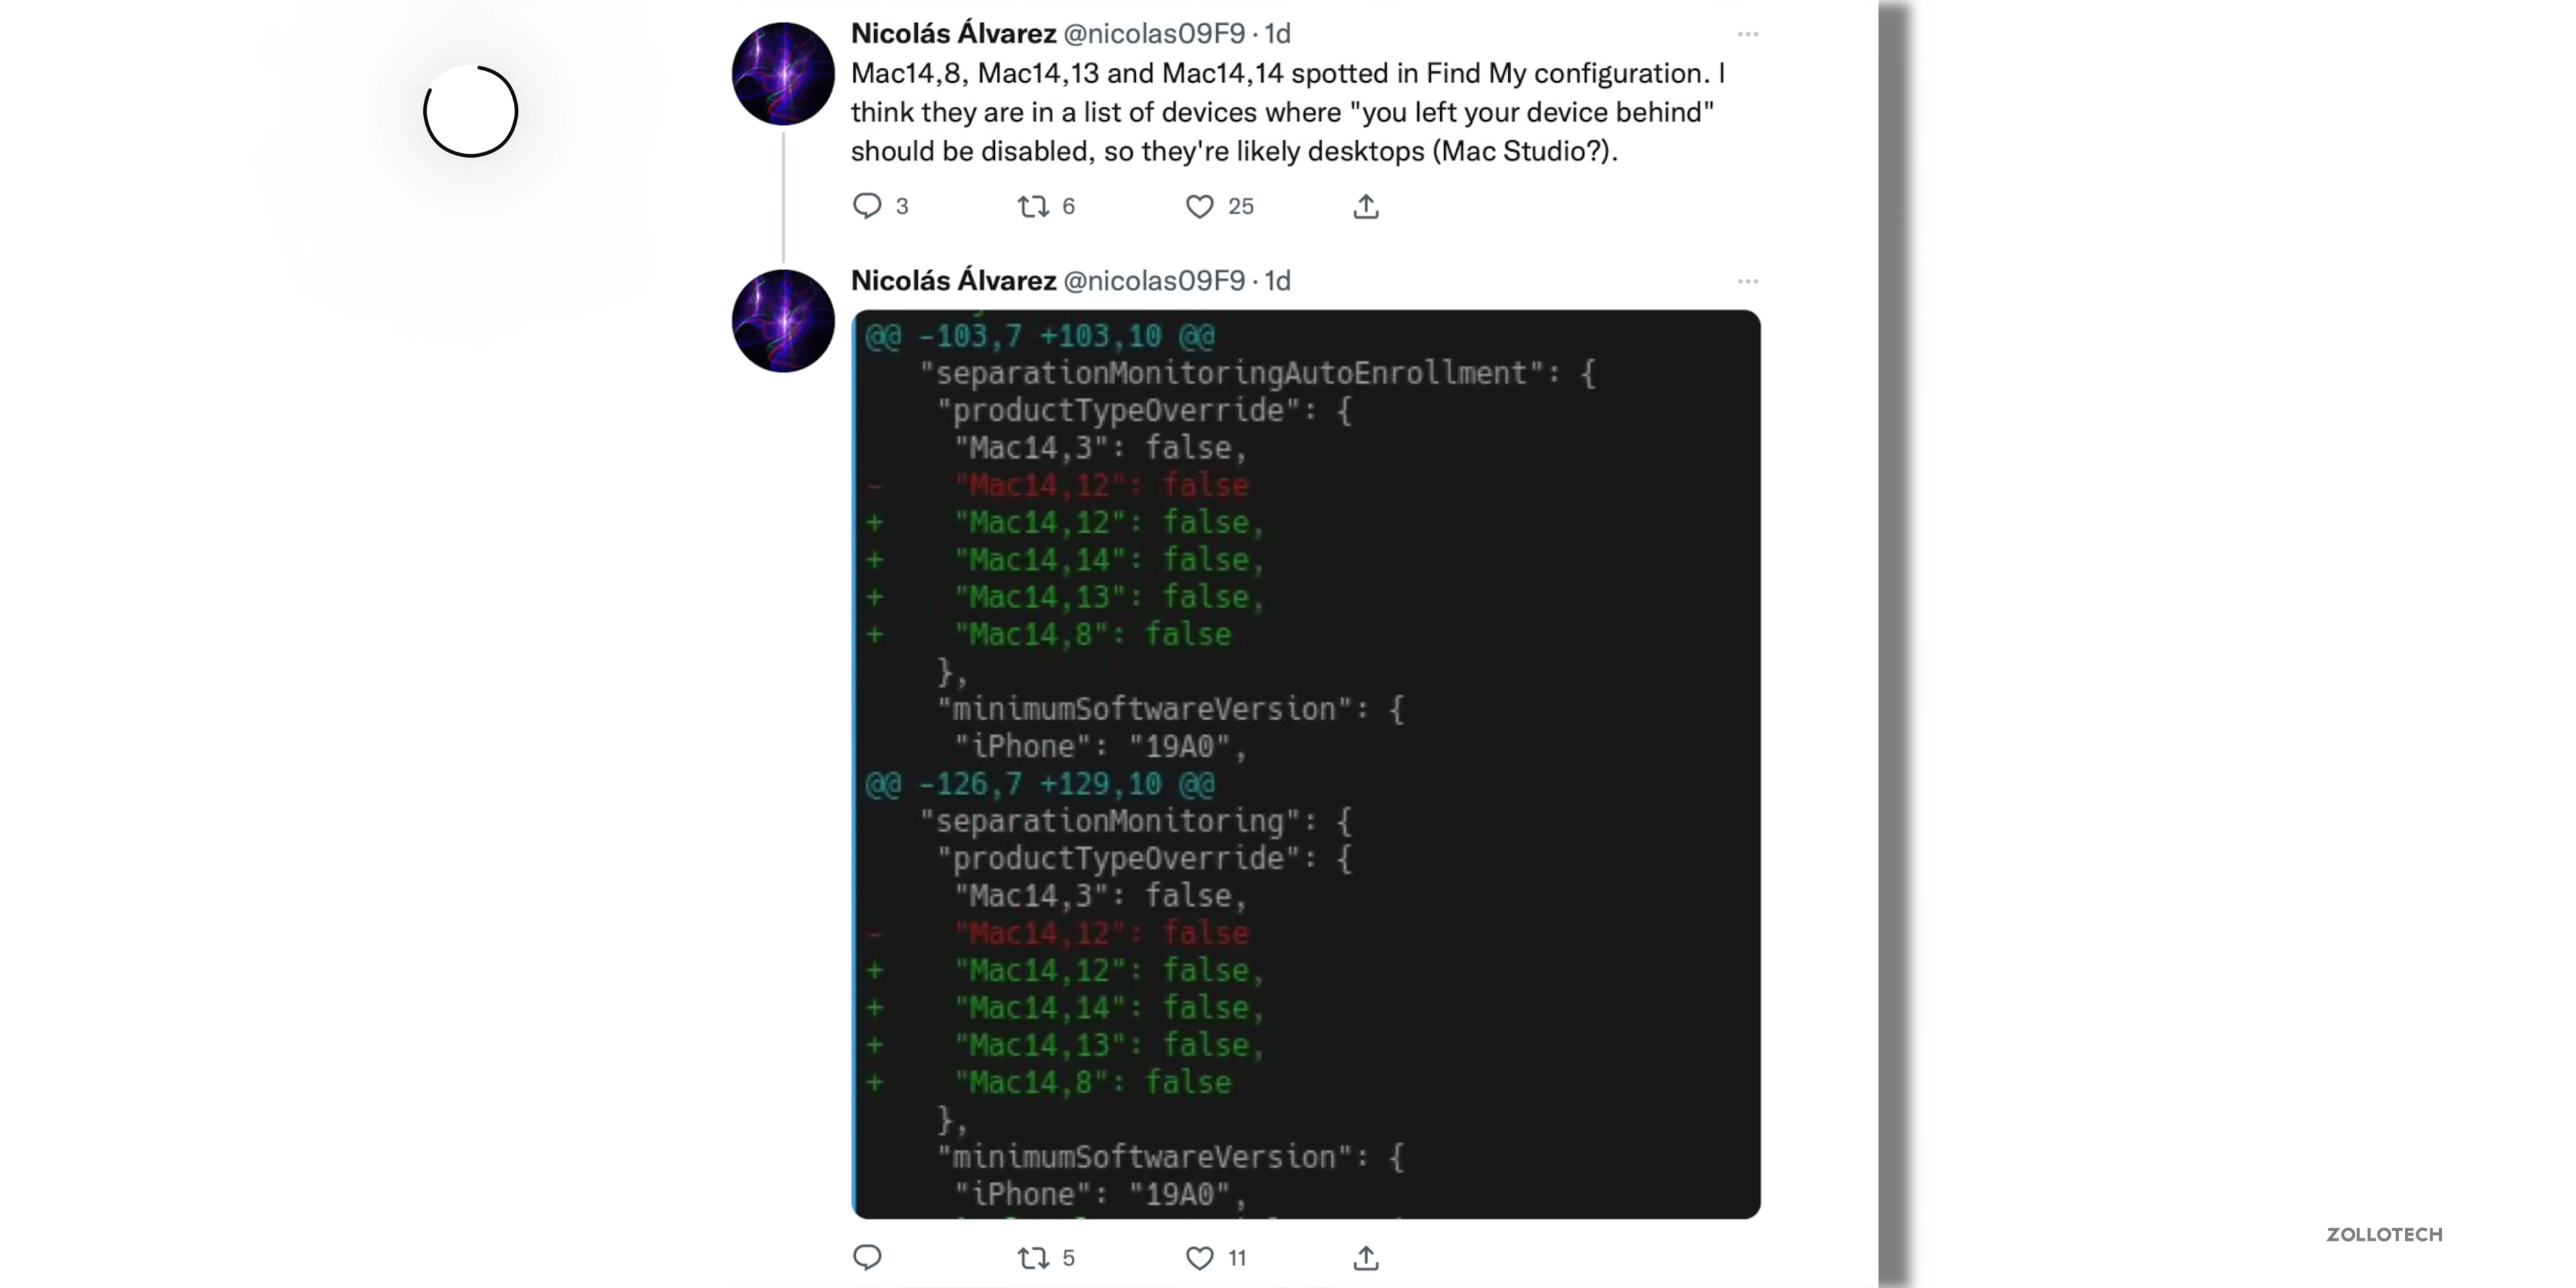 Nicolás Álvarez @nicolas09F9 · 1d
Mac14,8, Mac14,13 and Mac14,14 spotted in Find My configuration. I
think they are in a list of devices where "you left your device behind"
should be disabled, so they're likely desktops (Mac Studio?).
3 6 25
Nicolás Álvarez @nicolas09F9 · 1d
@@ -103,7 +103,10 @@
"separationMonitoringAutoEnrollment": {
"productTypeOverride": {
"Mac14,3": false,
- "Mac14,12": false
+ "Mac14,12": false,
+ "Mac14,14": false,
+ "Mac14,13": false,
+ "Mac14,8": false
},
"minimumSoftwareVersion": {
"iPhone": "19A0",
@@ -126,7 +129,10 @@
"separationMonitoring": {
"productTypeOverride": {
"Mac14,3": false,
- "Mac14,12": false
+ "Mac14,12": false,
+ "Mac14,14": false,
+ "Mac14,13": false,
+ "Mac14,8": false
},
"minimumSoftwareVersion": {
"iPhone": "19A0",
5 11
ZOLLOTECH